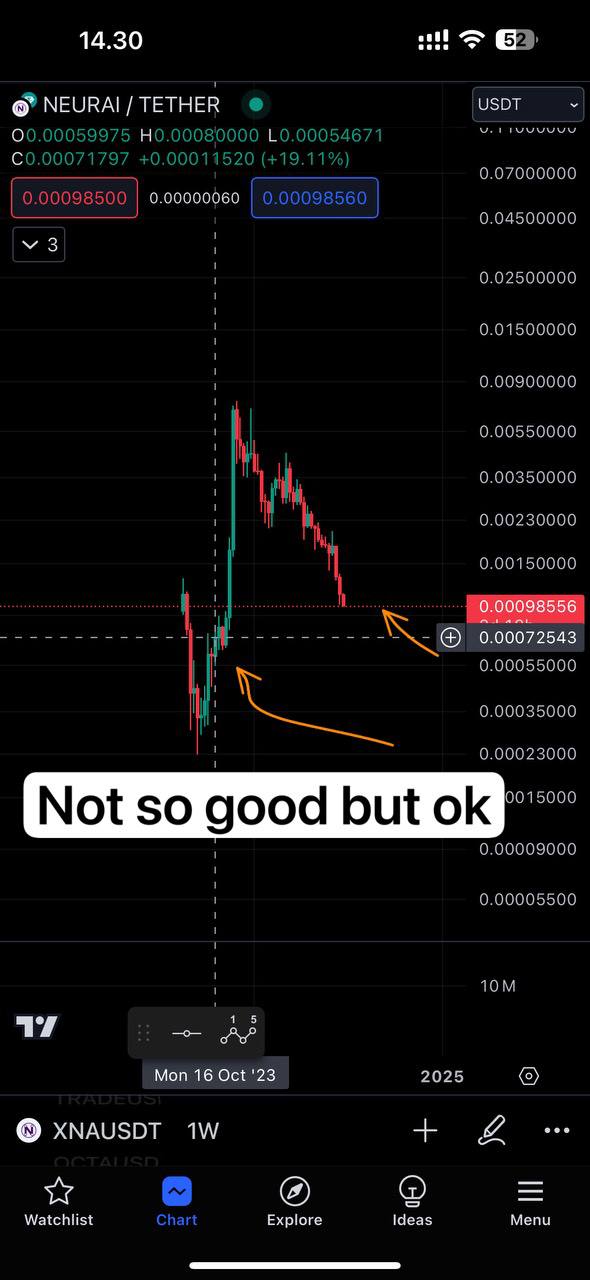 14.30
52
NEURAI / TETHER
USDT
O0.00059975 H0.00080000 L0.00054671
C0.00071797 +0.00011520 (+19.11%)
0.00098500 0.00000060 0.00098560
3
0.11000000
0.07000000
0.04500000
0.02500000
0.01500000
0.00900000
0.00550000
0.00350000
0.00230000
0.00150000
0.00098556
0.00072543
0.00055000
0.00035000
0.00023000
Not so good but ok
0.00009000
0.00005500
10 M
1 5
Mon 16 Oct '23
2025
N XNAUSDT 1W
Watchlist
Chart
Explore
Ideas
Menu